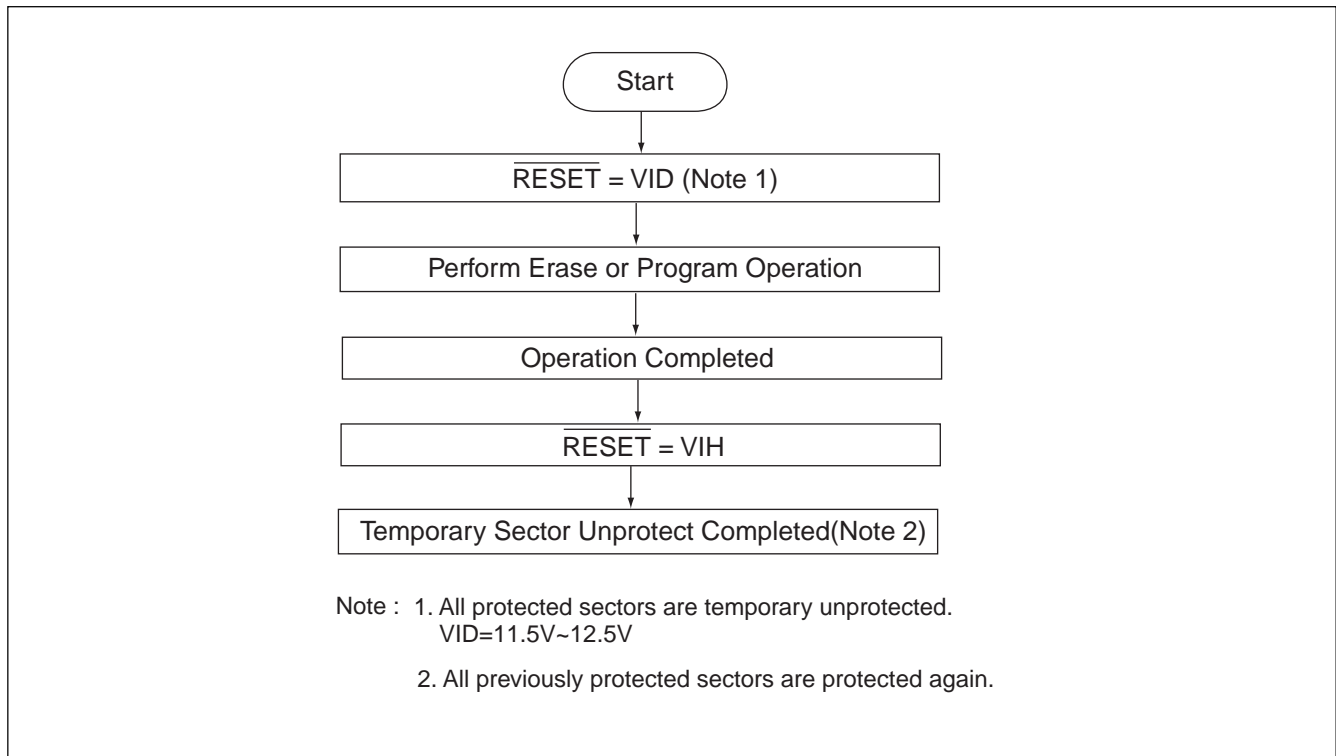 Start
R̅E̅S̅E̅T̅ = VID (Note 1)
Perform Erase or Program Operation
Operation Completed
R̅E̅S̅E̅T̅ = VIH
Temporary Sector Unprotect Completed(Note 2)
Note : 1. All protected sectors are temporary unprotected.
VID=11.5V~12.5V
2. All previously protected sectors are protected again.